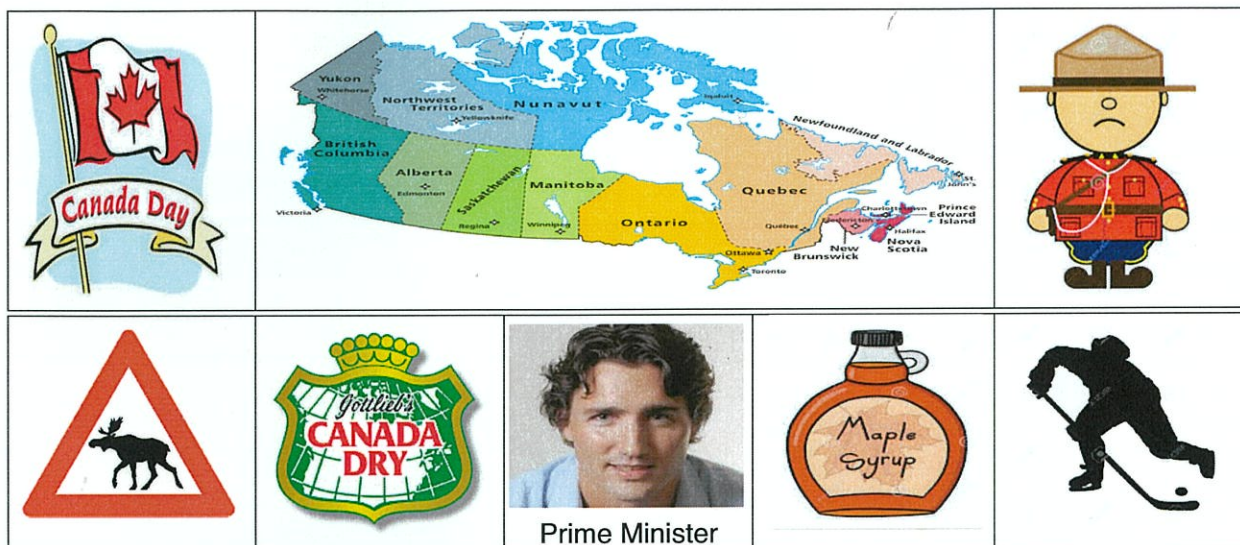 Canada Day
Yukon
Whitehorse
Northwest
Territories
Yellowknife
Nunavut
Iqaluit
British
Columbia
Victoria
Alberta
Edmonton
Saskatchewan
Regina
Manitoba
Winnipeg
Ontario
Ottawa
Toronto
Quebec
Québec
Newfoundland and Labrador
St.
John's
Charlottetown
Prince
Edward
Island
Fredericton
Halifax
New
Brunswick
Nova
Scotia
Gottlieb's
CANADA
DRY
Prime Minister
Maple
Syrup